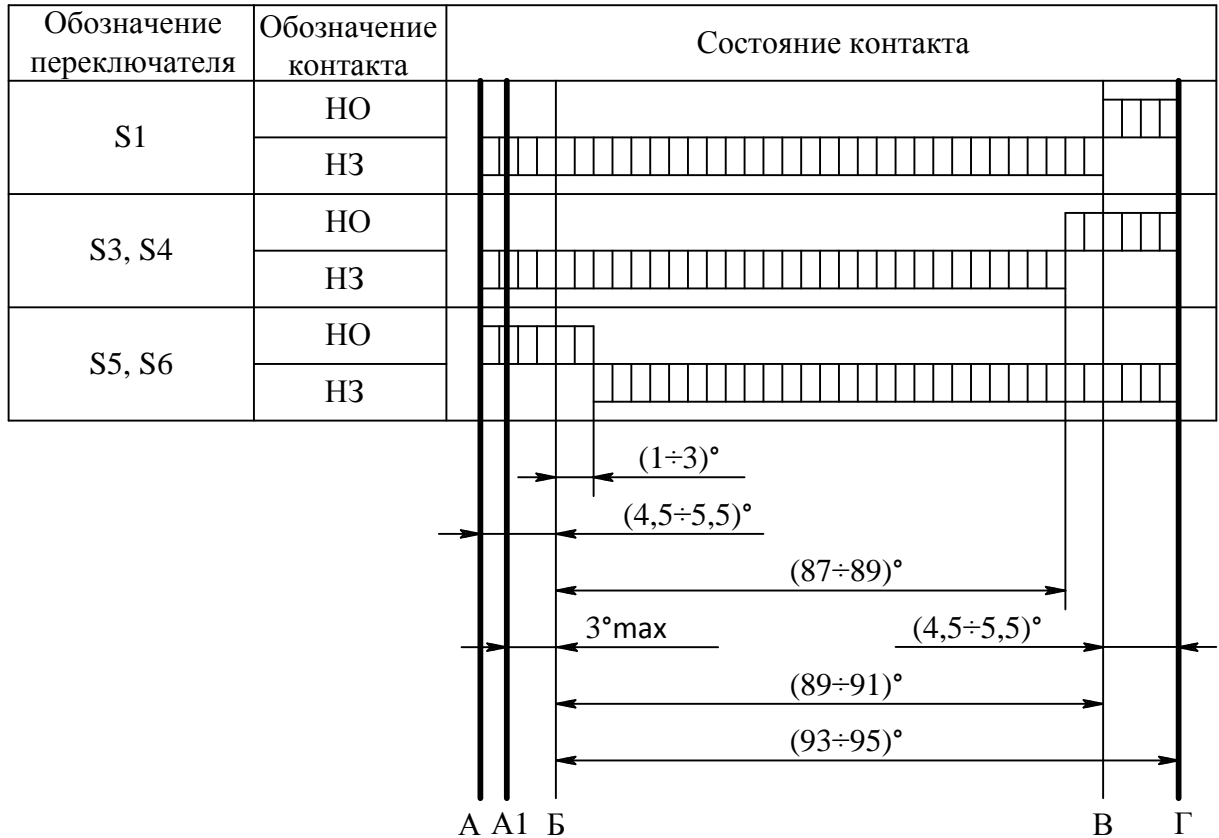 Обозначение переключателя
Обозначение контакта
Состояние контакта
S1
НО
НЗ
S3, S4
НО
НЗ
S5, S6
НО
НЗ
(1÷3)°
(4,5÷5,5)°
(87÷89)°
3°max
(4,5÷5,5)°
(89÷91)°
(93÷95)°
А А1 Б В Г